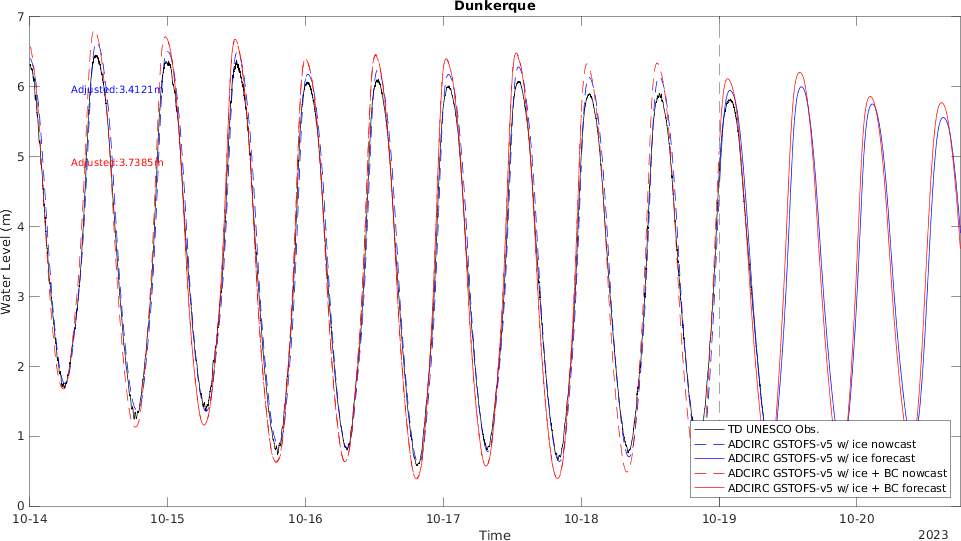 Dunkerque
7
6
5
4
3
2
1
0
Water Level (m)
Adjusted:3.4121m
Adjusted:3.7385m
TD UNESCO Obs.
ADCIRC GSTOFS-v5 w/ ice nowcast
ADCIRC GSTOFS-v5 w/ ice forecast
ADCIRC GSTOFS-v5 w/ ice + BC nowcast
ADCIRC GSTOFS-v5 w/ ice + BC forecast
10-14 10-15 10-16 10-17 10-18 10-19 10-20
Time
2023